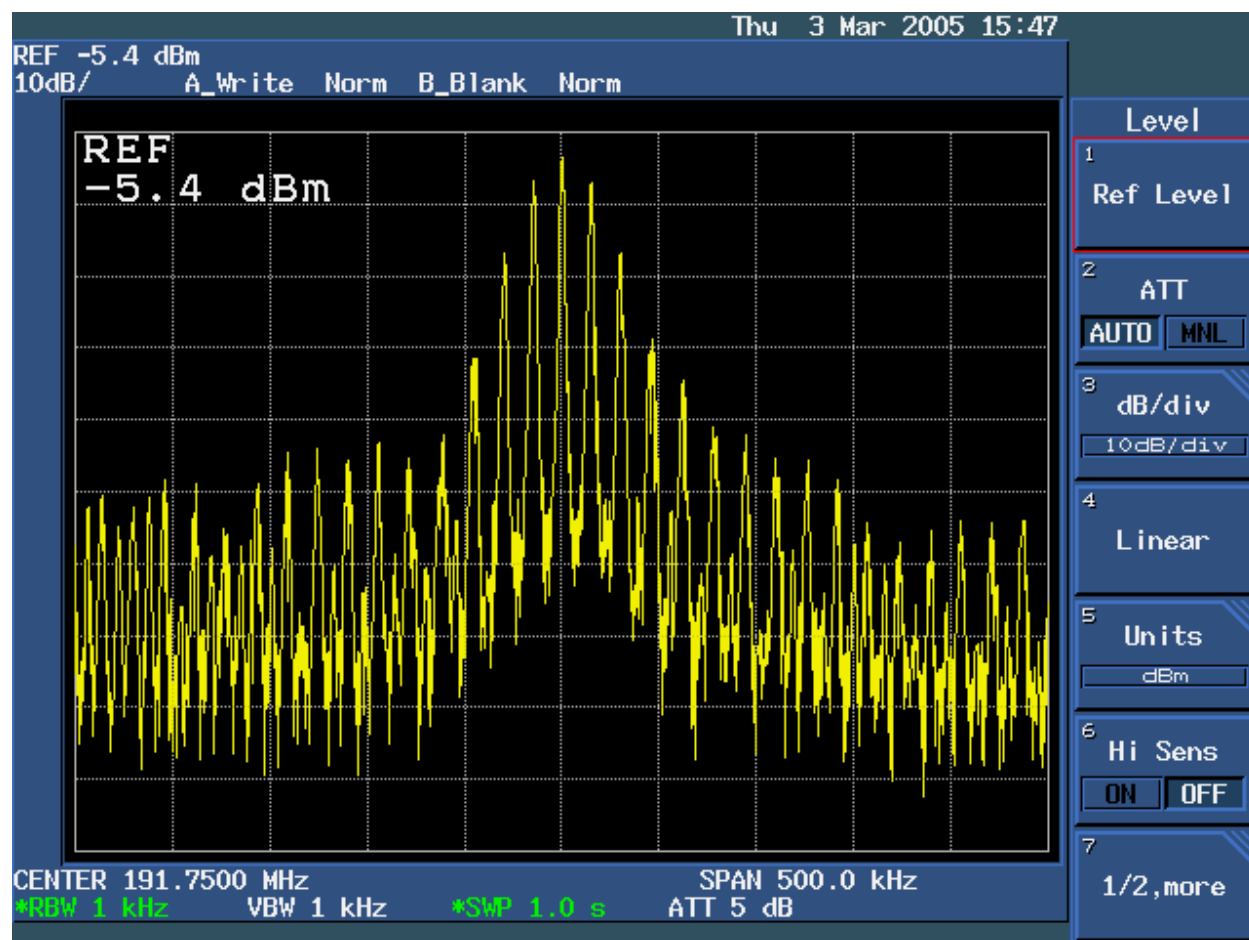 Thu 3 Mar 2005 15:47
REF -5.4 dBm
10dB/ A_Write Norm B_Blank Norm
REF
-5.4 dBm
CENTER 191.7500 MHz SPAN 500.0 kHz
*RBW 1 kHz VBW 1 kHz *SWP 1.0 s ATT 5 dB
Level
1
Ref Level
2
ATT
AUTO MNL
3
dB/div
10dB/div
4
Linear
5
Units
dBm
6
Hi Sens
ON OFF
7
1/2,more